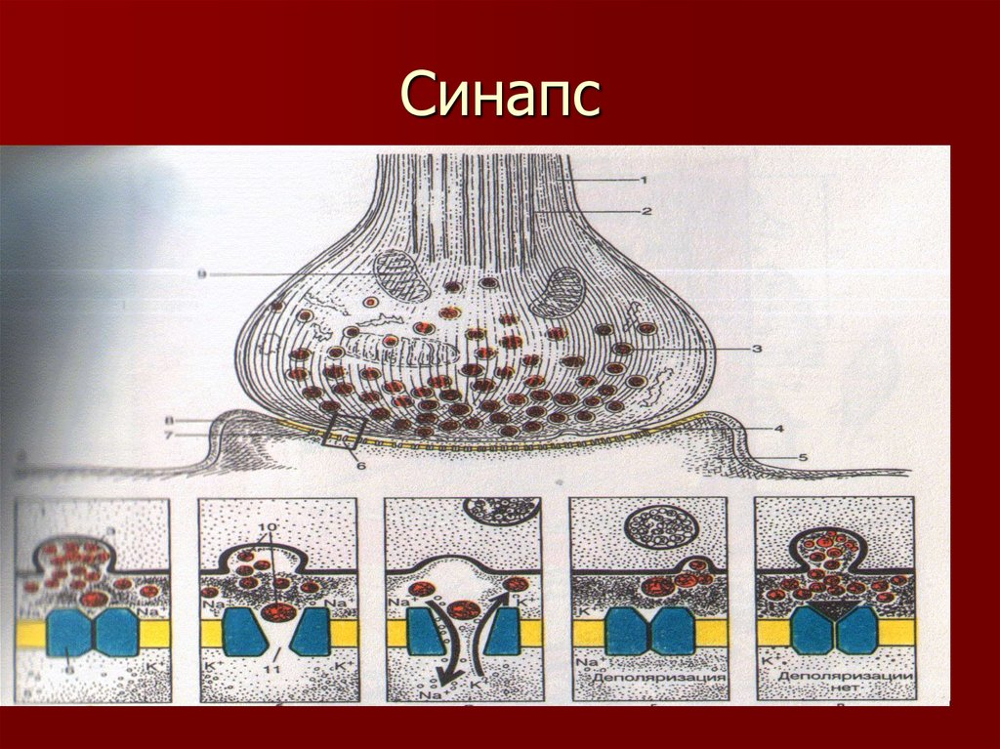 Синапс
1
2
9
3
8
7
4
5
6
3
Na⁺
K⁺
10
Na
Na
K⁺
11
K⁺
Na
K
Na⁺
K
K
Na⁺
Деполяризация
K⁺
Деполяризации
нет